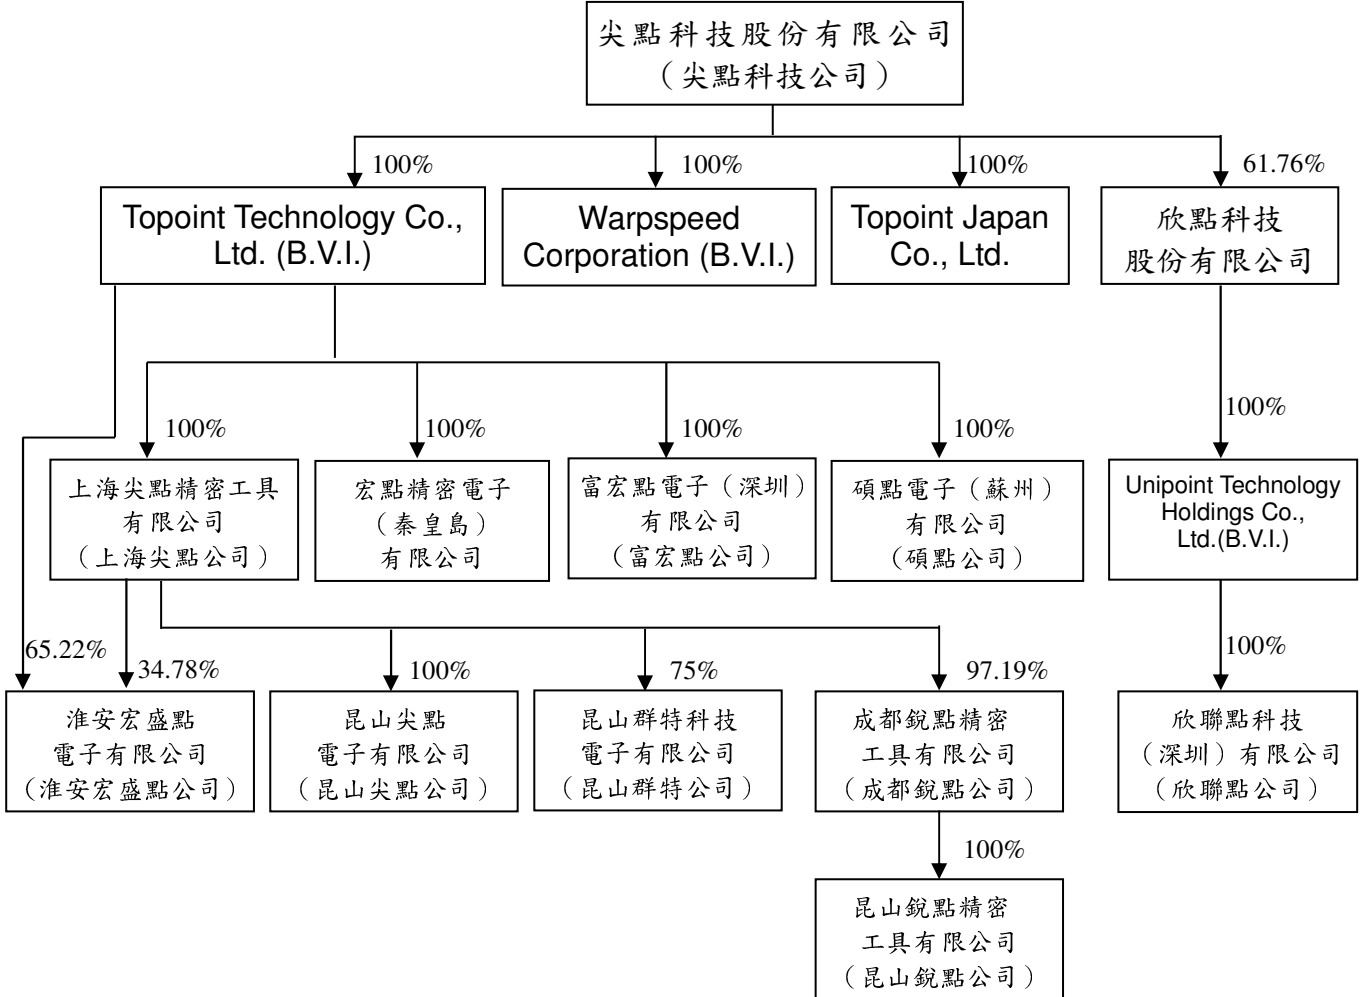 尖點科技股份有限公司
（尖點科技公司）
100%
100%
100%
61.76%
Topoint Technology Co.,
Ltd. (B.V.I.)
Warpspeed
Corporation (B.V.I.)
Topoint Japan
Co., Ltd.
欣點科技
股份有限公司
100%
100%
100%
100%
100%
上海尖點精密工具
有限公司
（上海尖點公司）
宏點精密電子
（秦皇島）
有限公司
富宏點電子（深圳）
有限公司
（富宏點公司）
碩點電子（蘇州）
有限公司
（碩點公司）
Unipoint Technology
Holdings Co.,
Ltd.(B.V.I.)
65.22%
34.78%
100%
75%
97.19%
100%
淮安宏盛點
電子有限公司
（淮安宏盛點公司）
昆山尖點
電子有限公司
（昆山尖點公司）
昆山群特科技
電子有限公司
（昆山群特公司）
成都銳點精密
工具有限公司
（成都銳點公司）
欣聯點科技
（深圳）有限公司
（欣聯點公司）
100%
昆山銳點精密
工具有限公司
（昆山銳點公司）